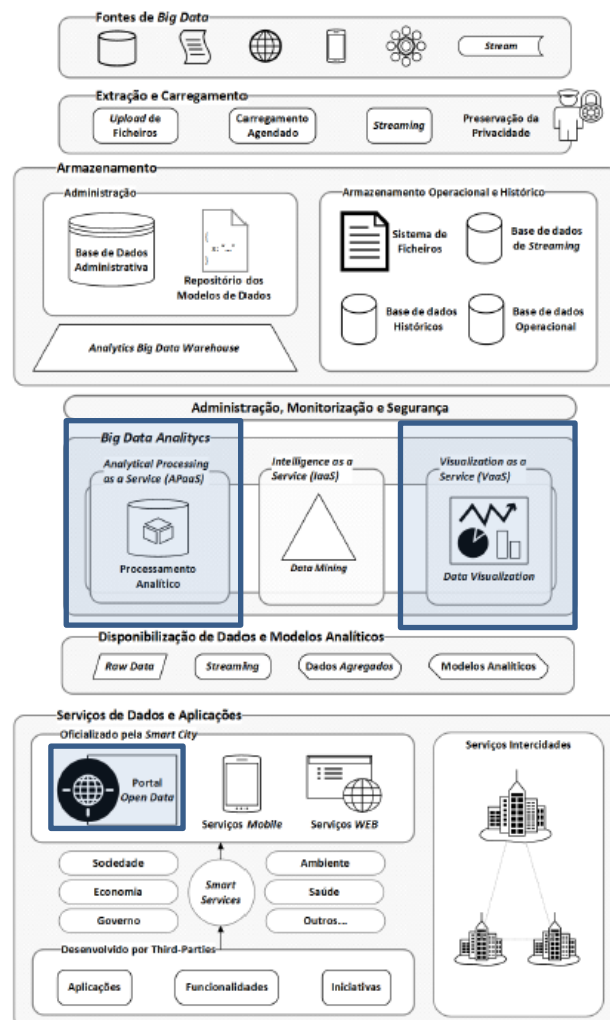 Fontes de Big Data
Stream
Extração e Carregamento
Upload de
Ficheiros
Carregamento
Agendado
Streaming
Preservação da
Privacidade
Armazenamento
Administração
Base de Dados
Administrativa
{
x: "_"
Repositório dos
Modelos de Dados
Analytics Big Data Warehouse
Armazenamento Operacional e Histórico
Sistema de
Ficheiros
Base de dados
de Streaming
Base de dados
Históricos
Base de dados
Operacional
Administração, Monitorização e Segurança
Big Data Analitycs
Analytical Processing
as a Service (APaaS)
Processamento
Analítico
Intelligence as a
Service (IaaS)
Data Mining
Visualization as a
Service (VaaS)
Data Visualization
Disponibilização de Dados e Modelos Analíticos
Raw Data
Streaming
Dados Agregados
Modelos Analíticos
Serviços de Dados e Aplicações
Oficializado pela Smart City
Portal
Open Data
Serviços Mobile
Serviços WEB
Sociedade
Economia
Governo
Smart
Services
Ambiente
Saúde
Outros...
Desenvolvido por Third-Parties
Aplicações
Funcionalidades
Iniciativas
Serviços Intercidades